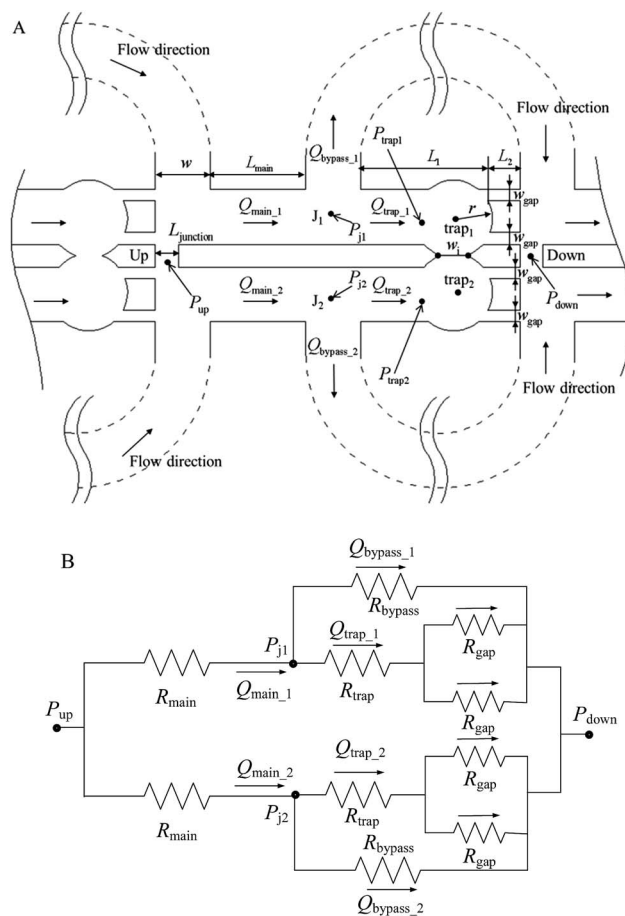 A
Flow direction
Flow direction
w
L_main
Q_bypass_1
P_trap1
L_1
L_2
w_gap
Q_main_1
J_1
P_j1
Q_trap_1
r
trap_1
w_gap
L_junction
Up
w_j
Down
P_up
Q_main_2
J_2
P_j2
Q_trap_2
trap_2
w_gap
P_down
w_gap
Q_bypass_2
P_trap2
Flow direction
Flow direction
B
Q_bypass_1
R_bypass
Q_trap_1
R_gap
P_j1
R_main
Q_main_1
R_trap
R_gap
P_up
P_down
Q_main_2
Q_trap_2
R_gap
R_main
P_j2
R_trap
R_gap
R_bypass
Q_bypass_2